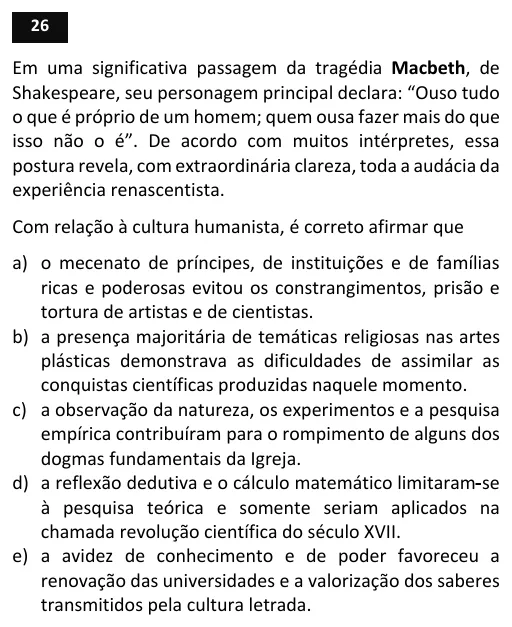 26
Em uma significativa passagem da tragédia Macbeth, de
Shakespeare, seu personagem principal declara: “Ouso tudo
o que é próprio de um homem; quem ousa fazer mais do que
isso não o é”. De acordo com muitos intérpretes, essa
postura revela, com extraordinária clareza, toda a audácia da
experiência renascentista.
Com relação à cultura humanista, é correto afirmar que
a) o mecenato de príncipes, de instituições e de famílias
ricas e poderosas evitou os constrangimentos, prisão e
tortura de artistas e de cientistas.
b) a presença majoritária de temáticas religiosas nas artes
plásticas demonstrava as dificuldades de assimilar as
conquistas científicas produzidas naquele momento.
c) a observação da natureza, os experimentos e a pesquisa
empírica contribuíram para o rompimento de alguns dos
dogmas fundamentais da Igreja.
d) a reflexão dedutiva e o cálculo matemático limitaram-se
à pesquisa teórica e somente seriam aplicados na
chamada revolução científica do século XVII.
e) a avidez de conhecimento e de poder favoreceu a
renovação das universidades e a valorização dos saberes
transmitidos pela cultura letrada.